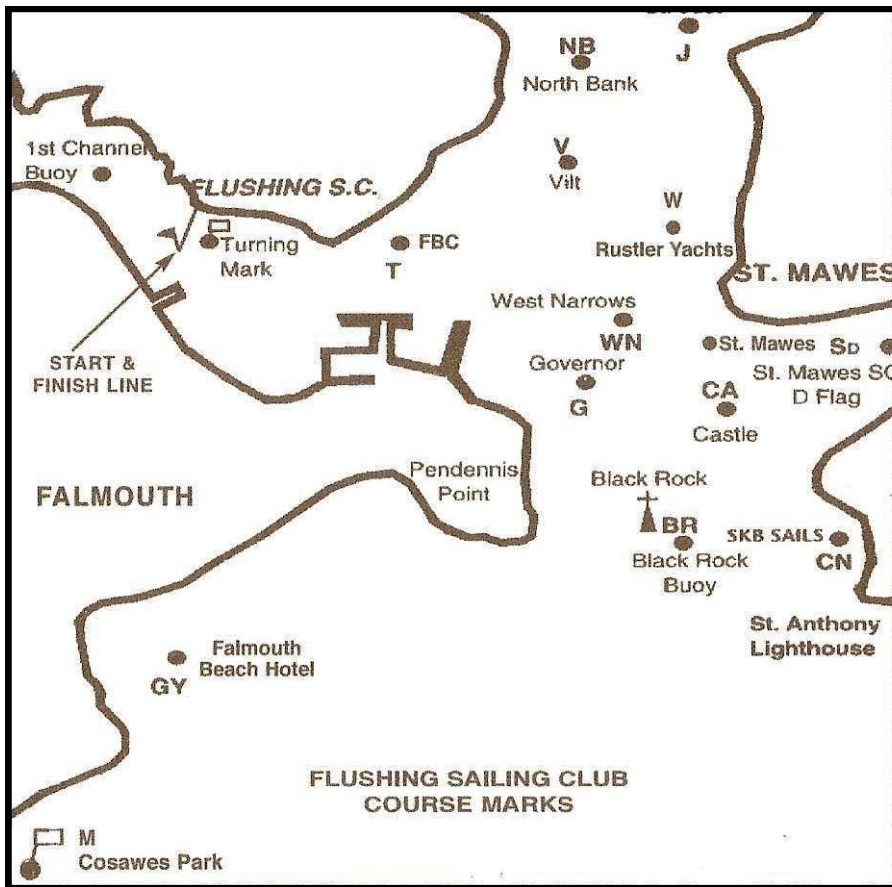 NB
North Bank
J
1st Channel
Buoy
V
Vilt
FLUSHING S.C.
W
Rustler Yachts
Turning
Mark
FBC
T
ST. MAWES
West Narrows
WN
St. Mawes
SD
START &
FINISH LINE
Governor
G
CA
Castle
St. Mawes SC
D Flag
Pendennis
Point
FALMOUTH
Black Rock
BR
Black Rock
Buoy
SKB SAILS
CN
St. Anthony
Lighthouse
Falmouth
Beach Hotel
GY
FLUSHING SAILING CLUB
COURSE MARKS
M
Cosawes Park